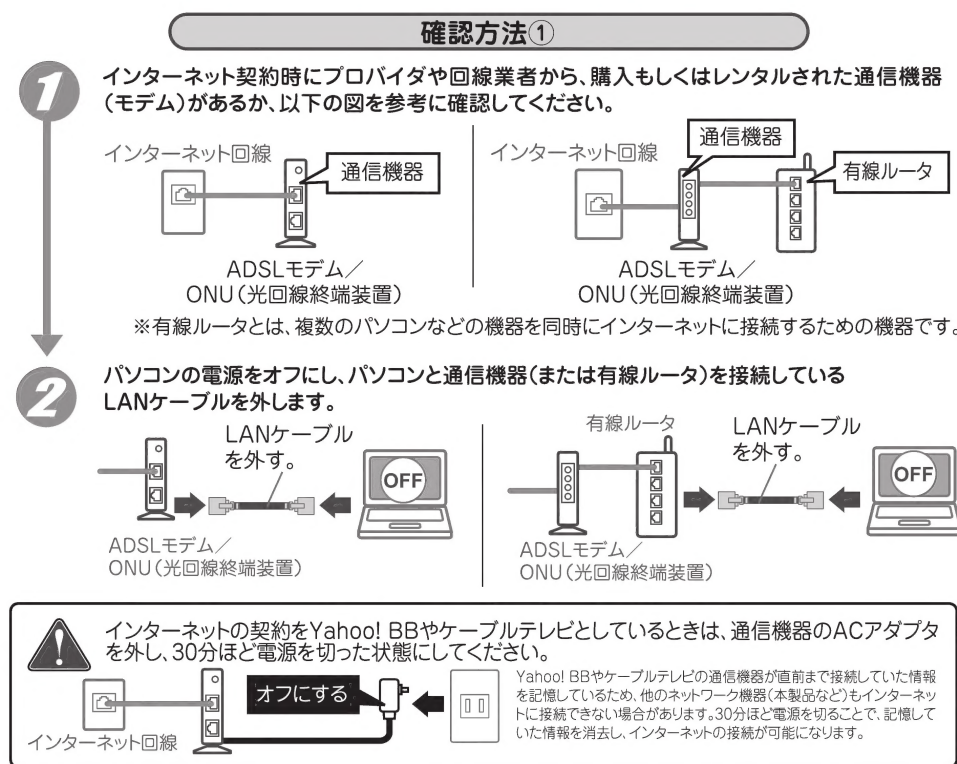 確認方法①
1
インターネット契約時にプロバイダや回線業者から、購入もしくはレンタルされた通信機器
（モデム）があるか、以下の図を参考に確認してください。
インターネット回線
通信機器
ADSLモデム／
ONU（光回線終端装置）
インターネット回線
通信機器
有線ルータ
ADSLモデム／
ONU（光回線終端装置）
※有線ルータとは、複数のパソコンなどの機器を同時にインターネットに接続するための機器です。
2
パソコンの電源をオフにし、パソコンと通信機器（または有線ルータ）を接続している
LANケーブルを外します。
LANケーブル
を外す。
OFF
ADSLモデム／
ONU（光回線終端装置）
有線ルータ
LANケーブル
を外す。
OFF
ADSLモデム／
ONU（光回線終端装置）
インターネットの契約をYahoo! BBやケーブルテレビとしているときは、通信機器のACアダプタ
を外し、30分ほど電源を切った状態にしてください。
オフにする
インターネット回線
Yahoo! BBやケーブルテレビの通信機器が直前まで接続していた情報
を記憶しているため、他のネットワーク機器（本製品など）もインターネッ
トに接続できない場合があります。30分ほど電源を切ることで、記憶して
いた情報を消去し、インターネットの接続が可能になります。